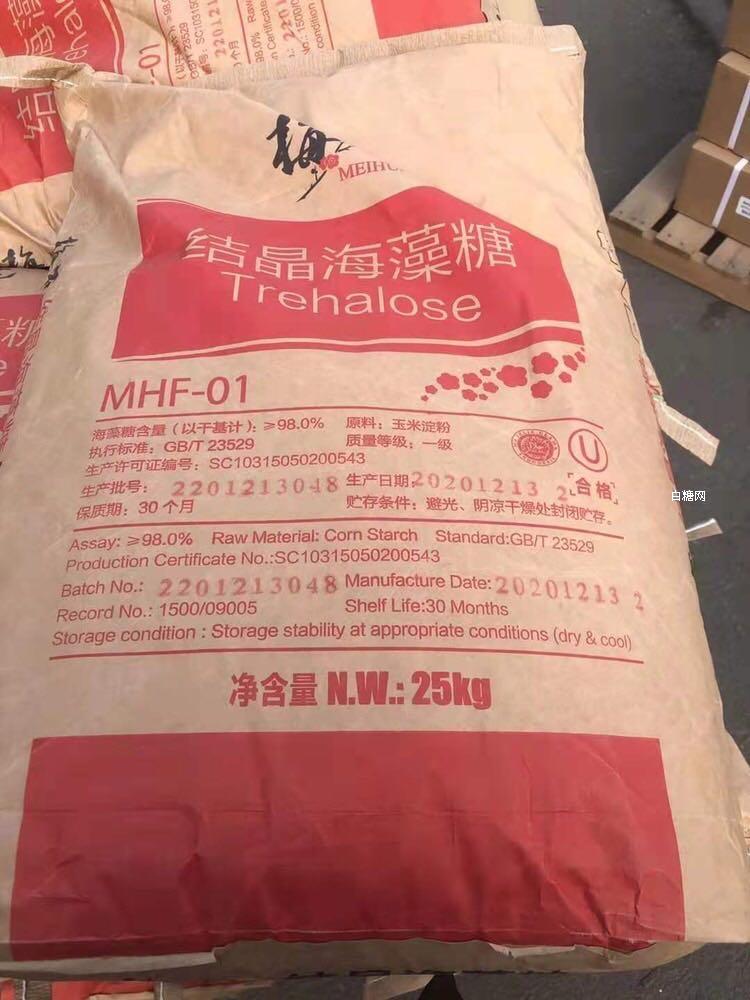 梅
MEIHU
结晶海藻糖
Trehalose
MHF-01
海藻糖含量（以干基计）：≥98.0% 原料：玉米淀粉
执行标准：GB/T 23529 质量等级：一级
生产许可证编号：SC10315050200543
生产批号：2201213048 生产日期：20201213 2
保质期：30个月 贮存条件：避光、阴凉干燥处封闭贮存。
U
合格
Assay: ≥98.0% Raw Material: Corn Starch Standard:GB/T 23529
Production Certificate No.:SC10315050200543
Batch No.: 2201213048 Manufacture Date:20201213 2
Record No.: 1500/09005 Shelf Life:30 Months
Storage condition : Storage stability at appropriate conditions (dry & cool)
净含量 N.W.: 25kg
白糖网